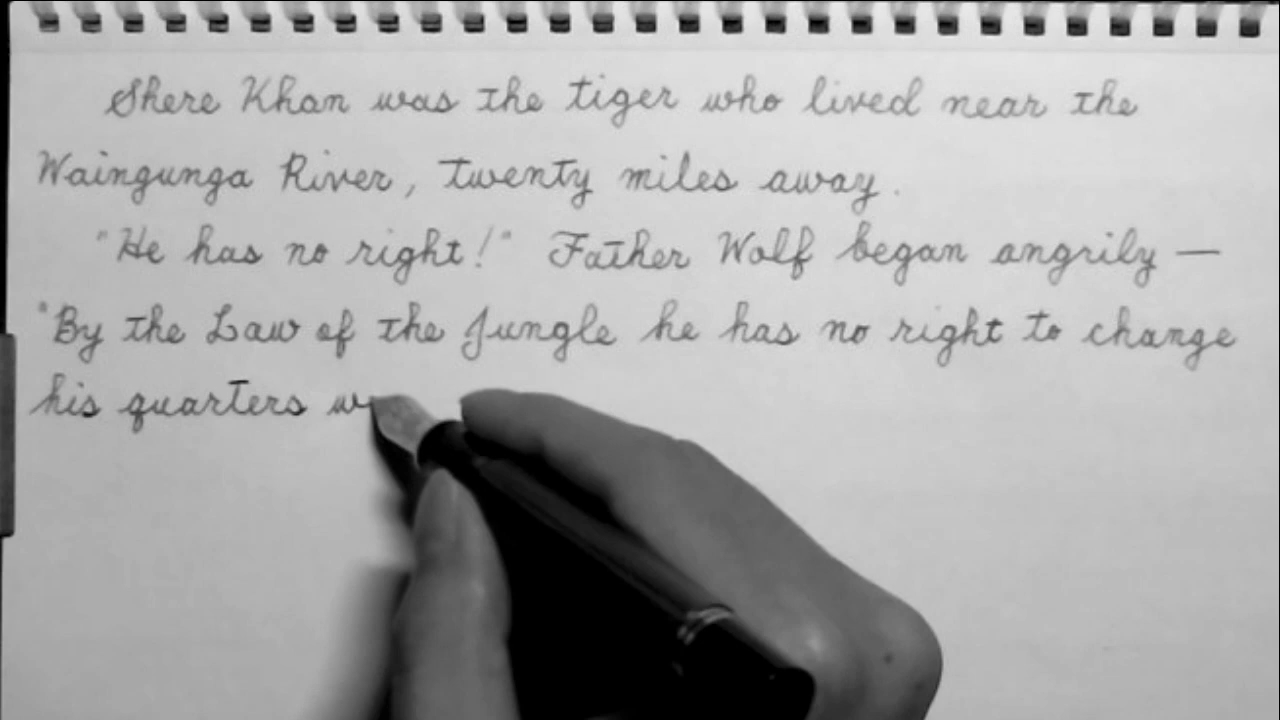 Shere Khan was the tiger who lived near the
Waingunga River, twenty miles away.
"He has no right!" Father Wolf began angrily —
"By the Law of the Jungle he has no right to change
his quarters w